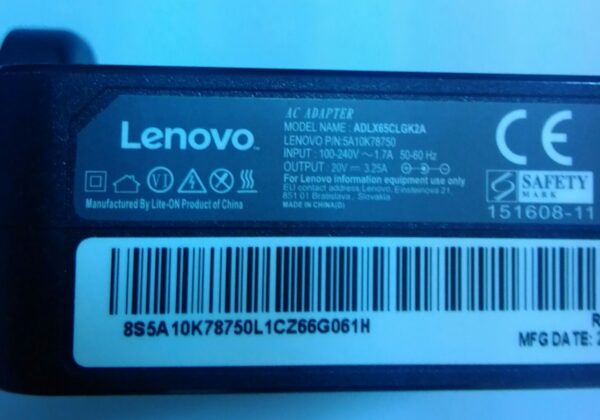 Lenovo
AC ADAPTER
MODEL NAME : ADLX65CLGK2A
LENOVO P/N:5A10K78750
INPUT : 100-240V ~ 1.7A 50-60 Hz
OUTPUT : 20V ⎓ 3.25A
For Lenovo information equipment use only
EU contact address Lenovo, Einsteinova 21,
851 01 Bratislava, Slovakia
MADE IN CHINA(D)
VI
Manufactured By Lite-ON Product of China
CE
SAFETY
MARK
151608-11
8S5A10K78750L1CZ66G061H
R
MFG DATE: 2